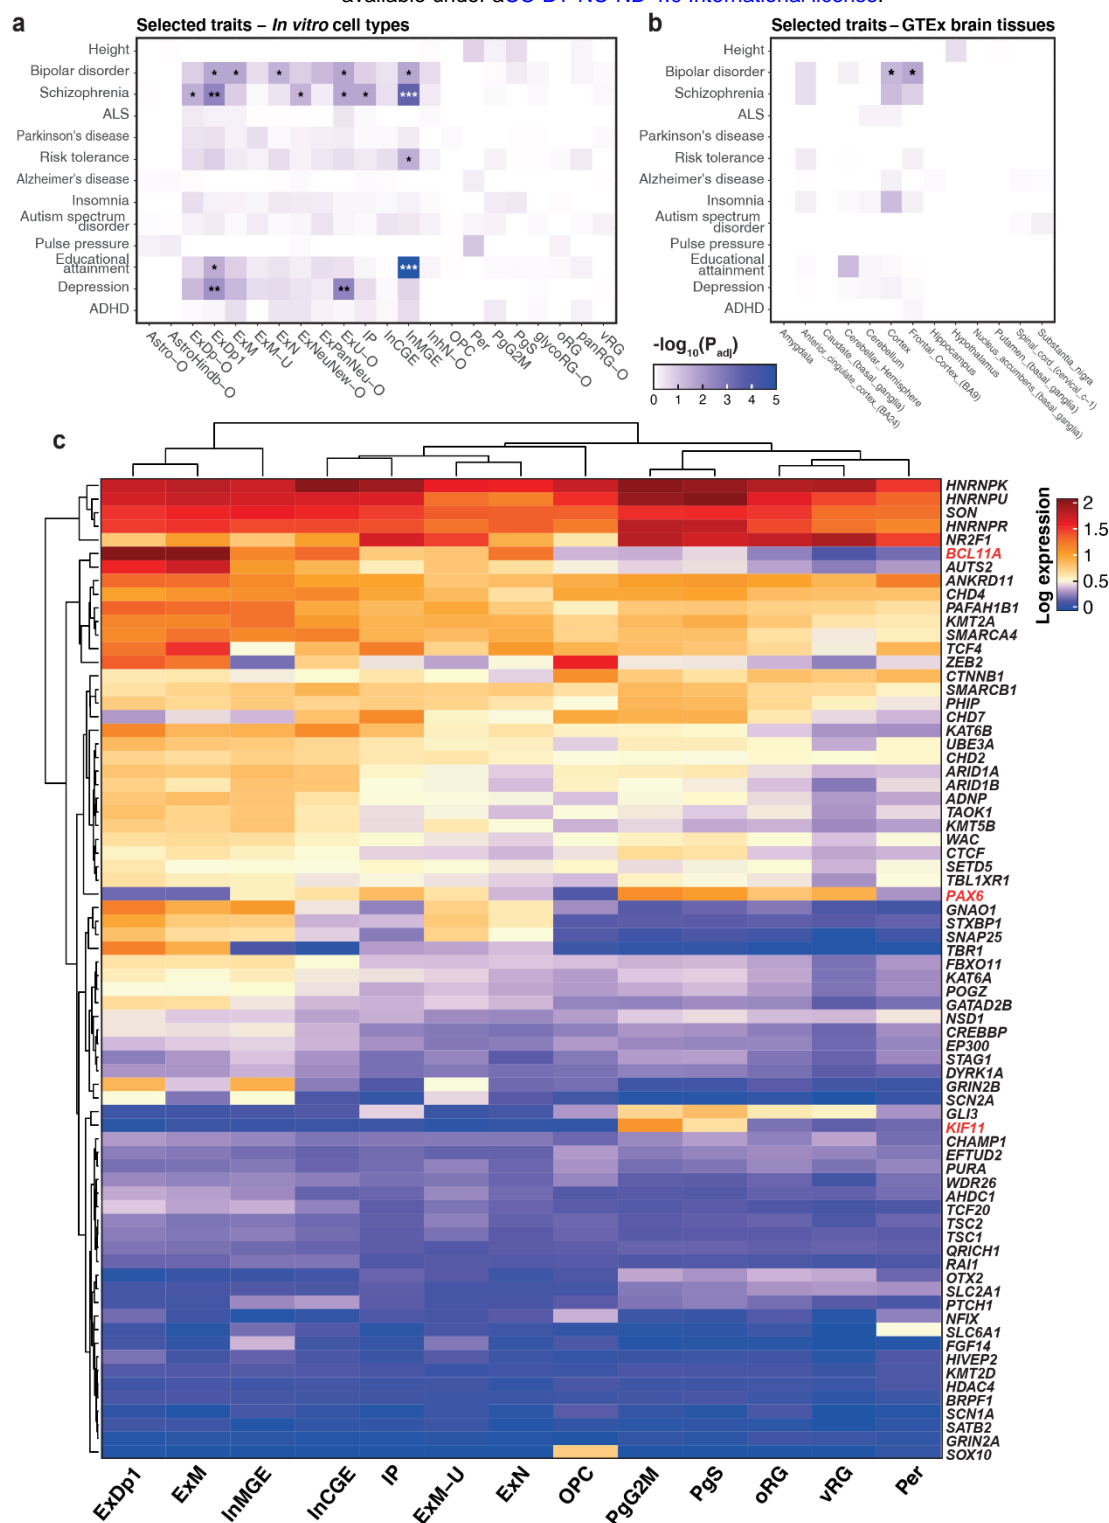 available under aCC-BY-NC-ND 4.0 International license.
a
Selected traits – In vitro cell types
Height
Bipolar disorder
* * * * *
Schizophrenia
* ** * * * ***
ALS
Parkinson's disease
Risk tolerance
*
Alzheimer's disease
Insomnia
Autism spectrum
disorder
Pulse pressure
Educational
attainment
* ***
Depression
** **
ADHD
Astro–O
AstroHindb–O
ExDp–O
ExDp1
ExM
ExM–U
ExN
ExNeuNew–O
ExPanNeu–O
ExU–O
IP
InCGE
InMGE
InhN–O
OPC
Per
PgG2M
PgS
glycoRG–O
oRG
panRG–O
vRG
b
Selected traits – GTEx brain tissues
Height
Bipolar disorder
* *
Schizophrenia
ALS
Parkinson's disease
Risk tolerance
Alzheimer's disease
Insomnia
Autism spectrum
disorder
Pulse pressure
Educational
attainment
Depression
ADHD
Amygdala
Anterior_cingulate_cortex_(BA24)
Caudate_(basal_ganglia)
Cerebellar_Hemisphere
Cerebellum
Cortex
Frontal_Cortex_(BA9)
Hippocampus
Hypothalamus
Nucleus_accumbens_(basal_ganglia)
Putamen_(basal_ganglia)
Spinal_cord_(cervical_c–1)
Substantia_nigra
-log10(Padj)
0 1 2 3 4 5
c
HNRNPK
HNRNPU
SON
HNRNPR
NR2F1
BCL11A
AUTS2
ANKRD11
CHD4
PAFAH1B1
KMT2A
SMARCA4
TCF4
ZEB2
CTNNB1
SMARCB1
PHIP
CHD7
KAT6B
UBE3A
CHD2
ARID1A
ARID1B
ADNP
TAOK1
KMT5B
WAC
CTCF
SETD5
TBL1XR1
PAX6
GNAO1
STXBP1
SNAP25
TBR1
FBXO11
KAT6A
POGZ
GATAD2B
NSD1
CREBBP
EP300
STAG1
DYRK1A
GRIN2B
SCN2A
GLI3
KIF11
CHAMP1
EFTUD2
PURA
WDR26
AHDC1
TCF20
TSC2
TSC1
QRICH1
RAI1
OTX2
SLC2A1
PTCH1
NFIX
SLC6A1
FGF14
HIVEP2
KMT2D
HDAC4
BRPF1
SCN1A
SATB2
GRIN2A
SOX10
Log expression
2
1.5
1
0.5
0
ExDp1
ExM
InMGE
InCGE
IP
ExM–U
ExN
OPC
PgG2M
PgS
oRG
vRG
Per